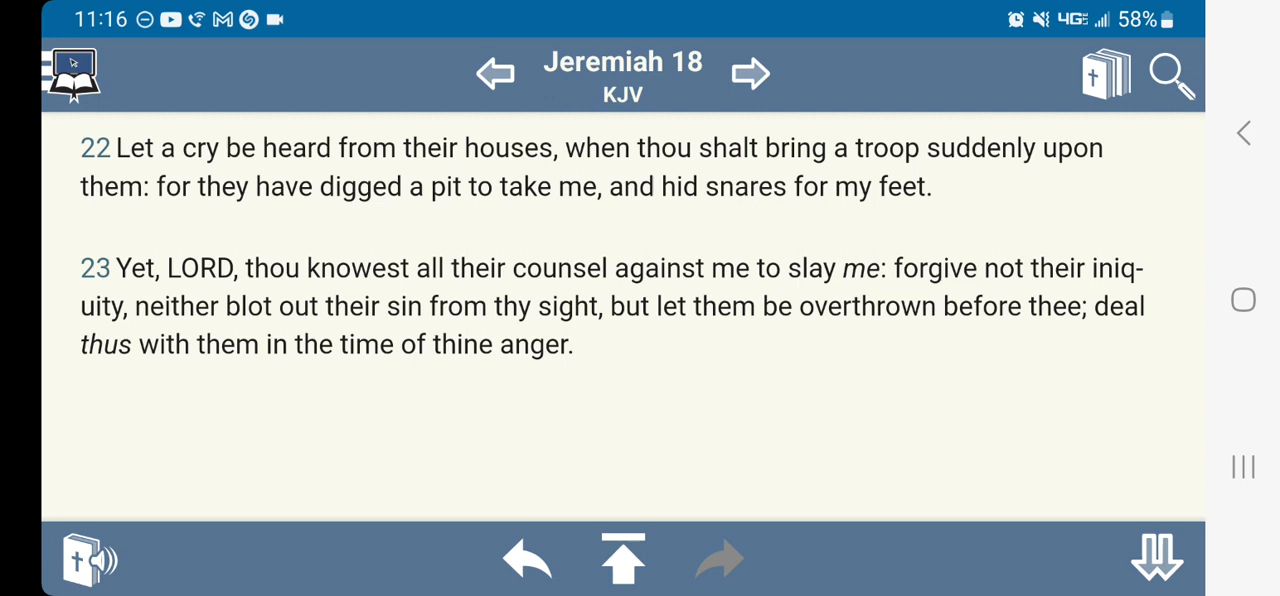 11:16 4GE 58%
Jeremiah 18
KJV
22 Let a cry be heard from their houses, when thou shalt bring a troop suddenly upon
them: for they have digged a pit to take me, and hid snares for my feet.
23 Yet, LORD, thou knowest all their counsel against me to slay me: forgive not their iniq-
uity, neither blot out their sin from thy sight, but let them be overthrown before thee; deal
thus with them in the time of thine anger.